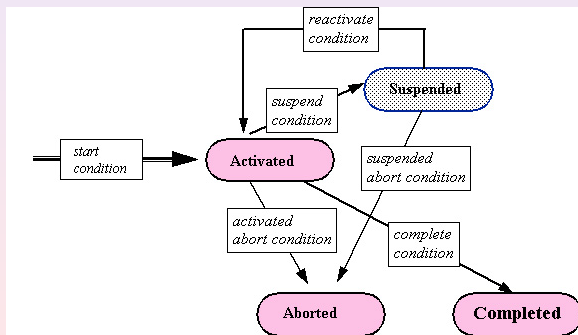 reactivate
condition
Suspended
suspend
condition
start
condition
Activated
suspended
abort condition
activated
abort condition
complete
condition
Aborted
Completed